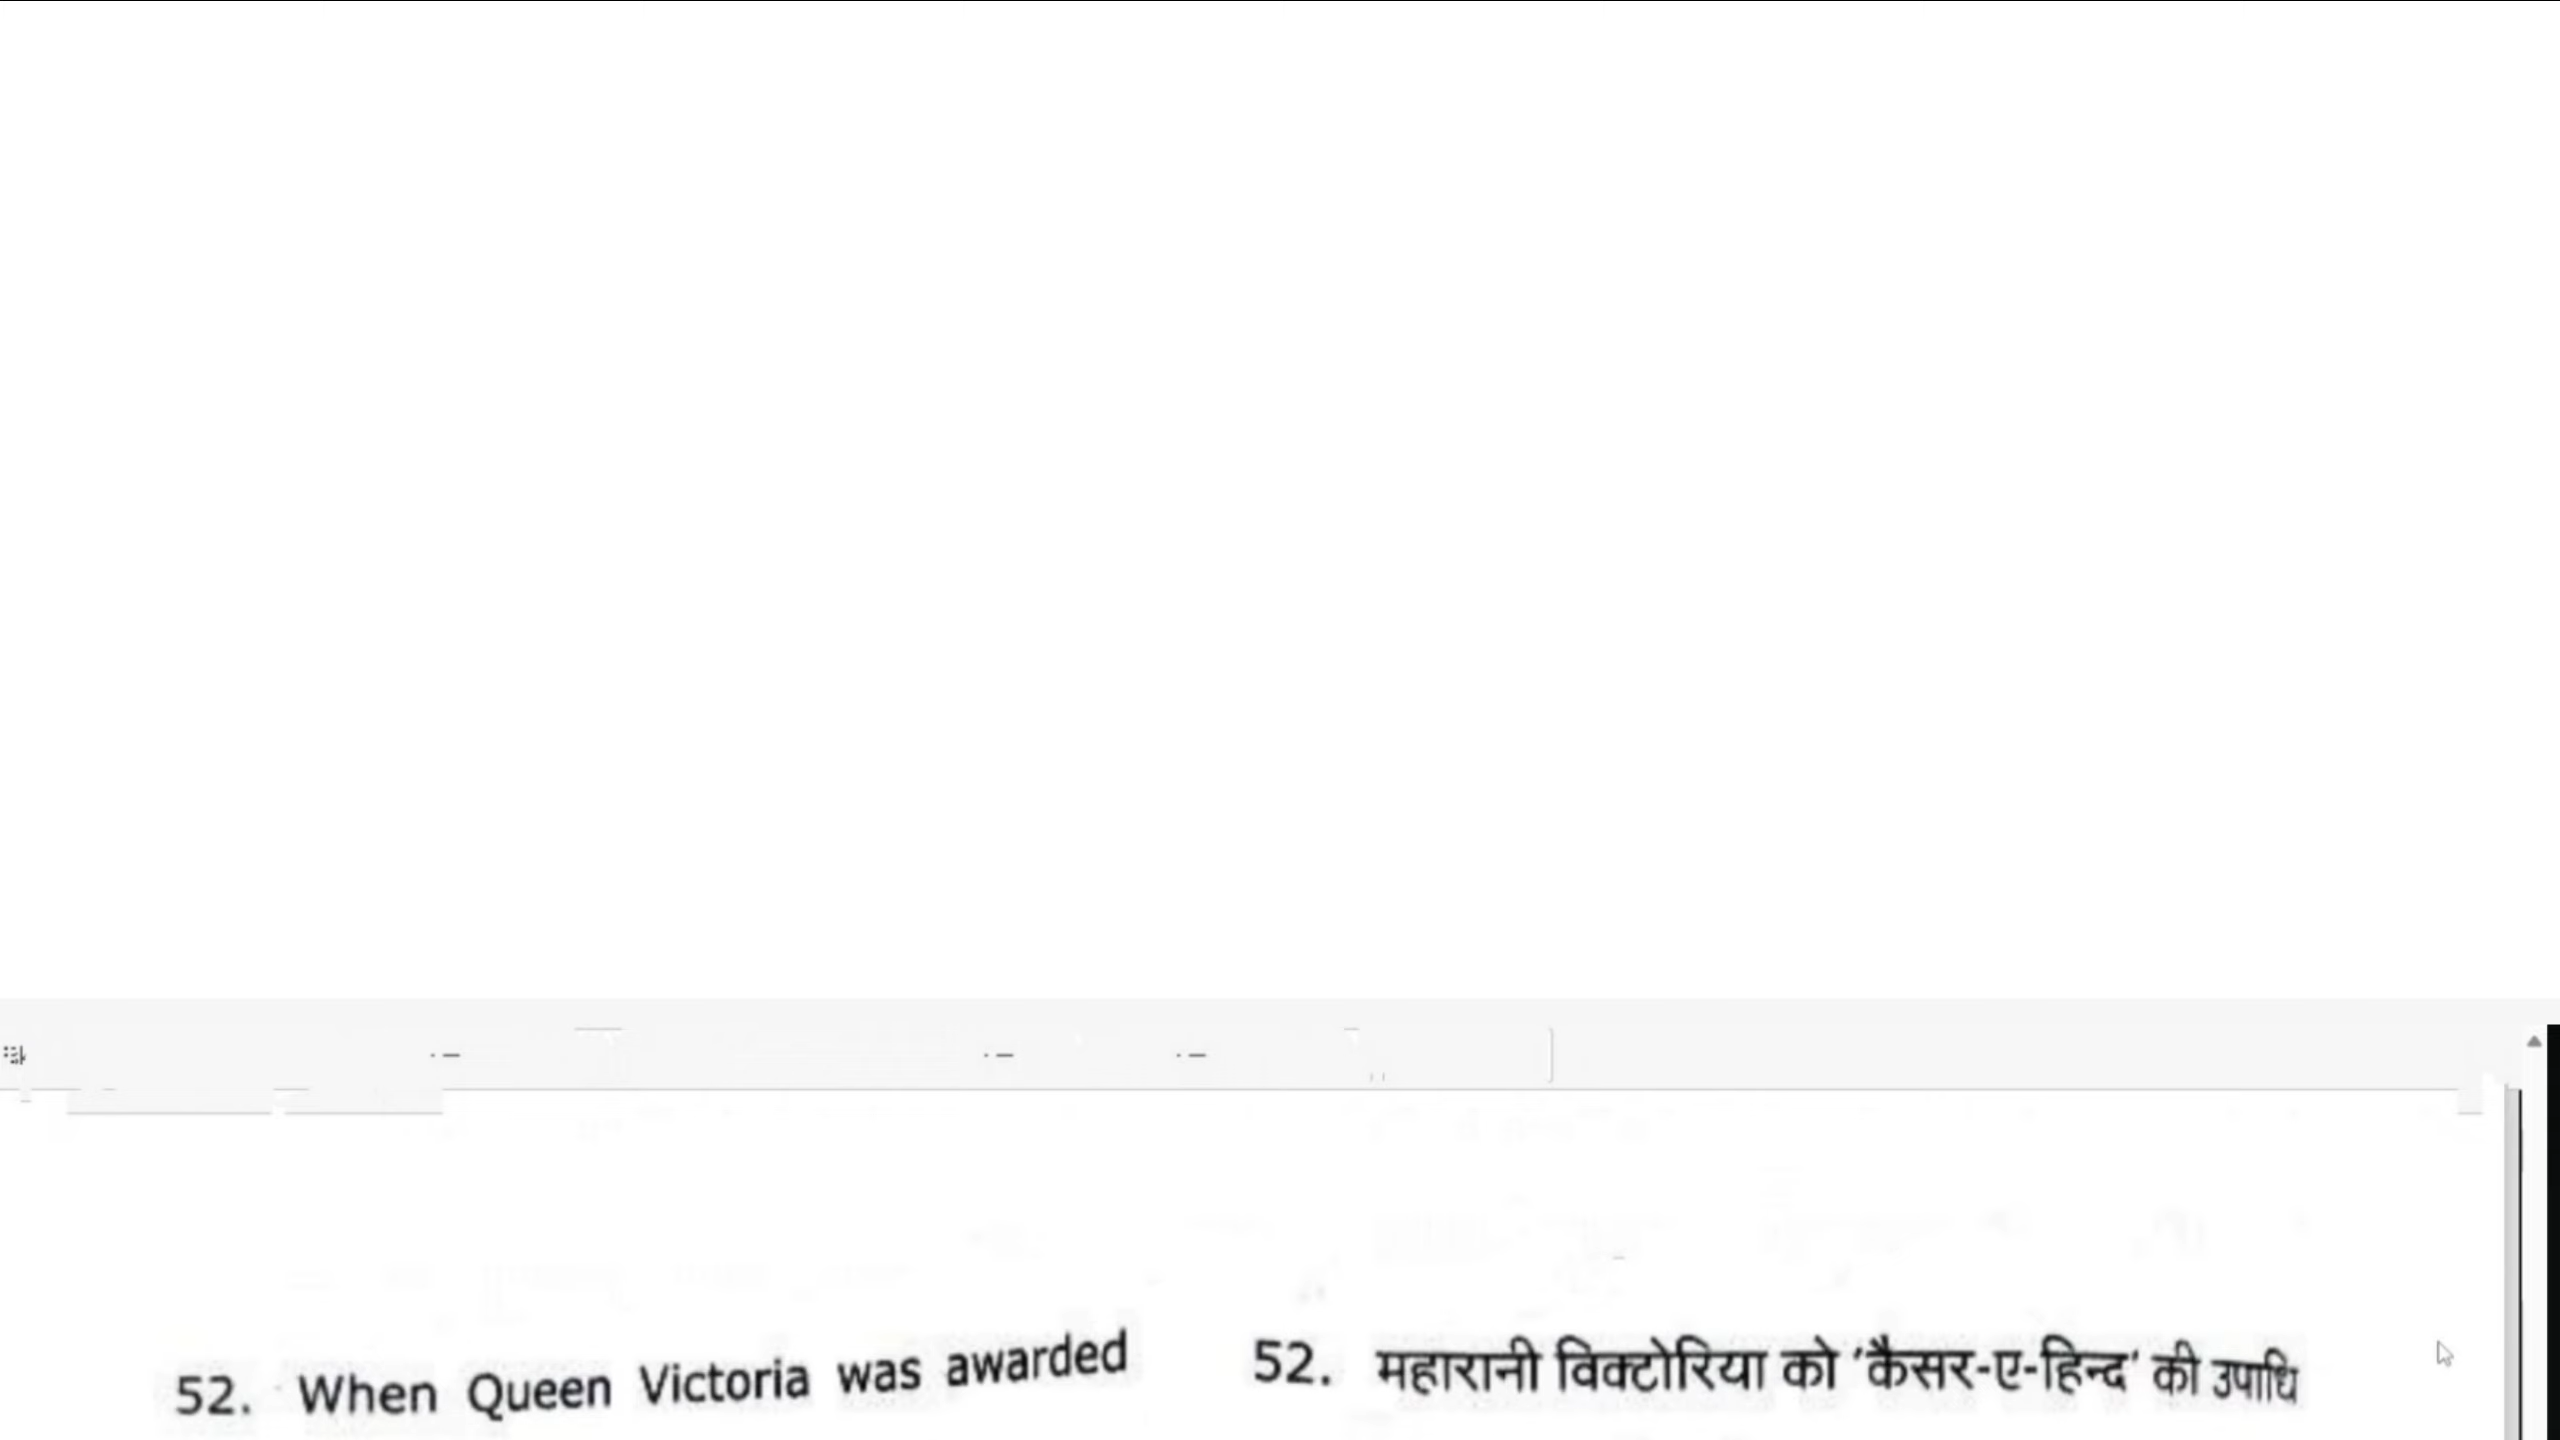 52. When Queen Victoria was awarded
52. महारानी विक्टोरिया को 'कैसर-ए-हिन्द' की उपाधि